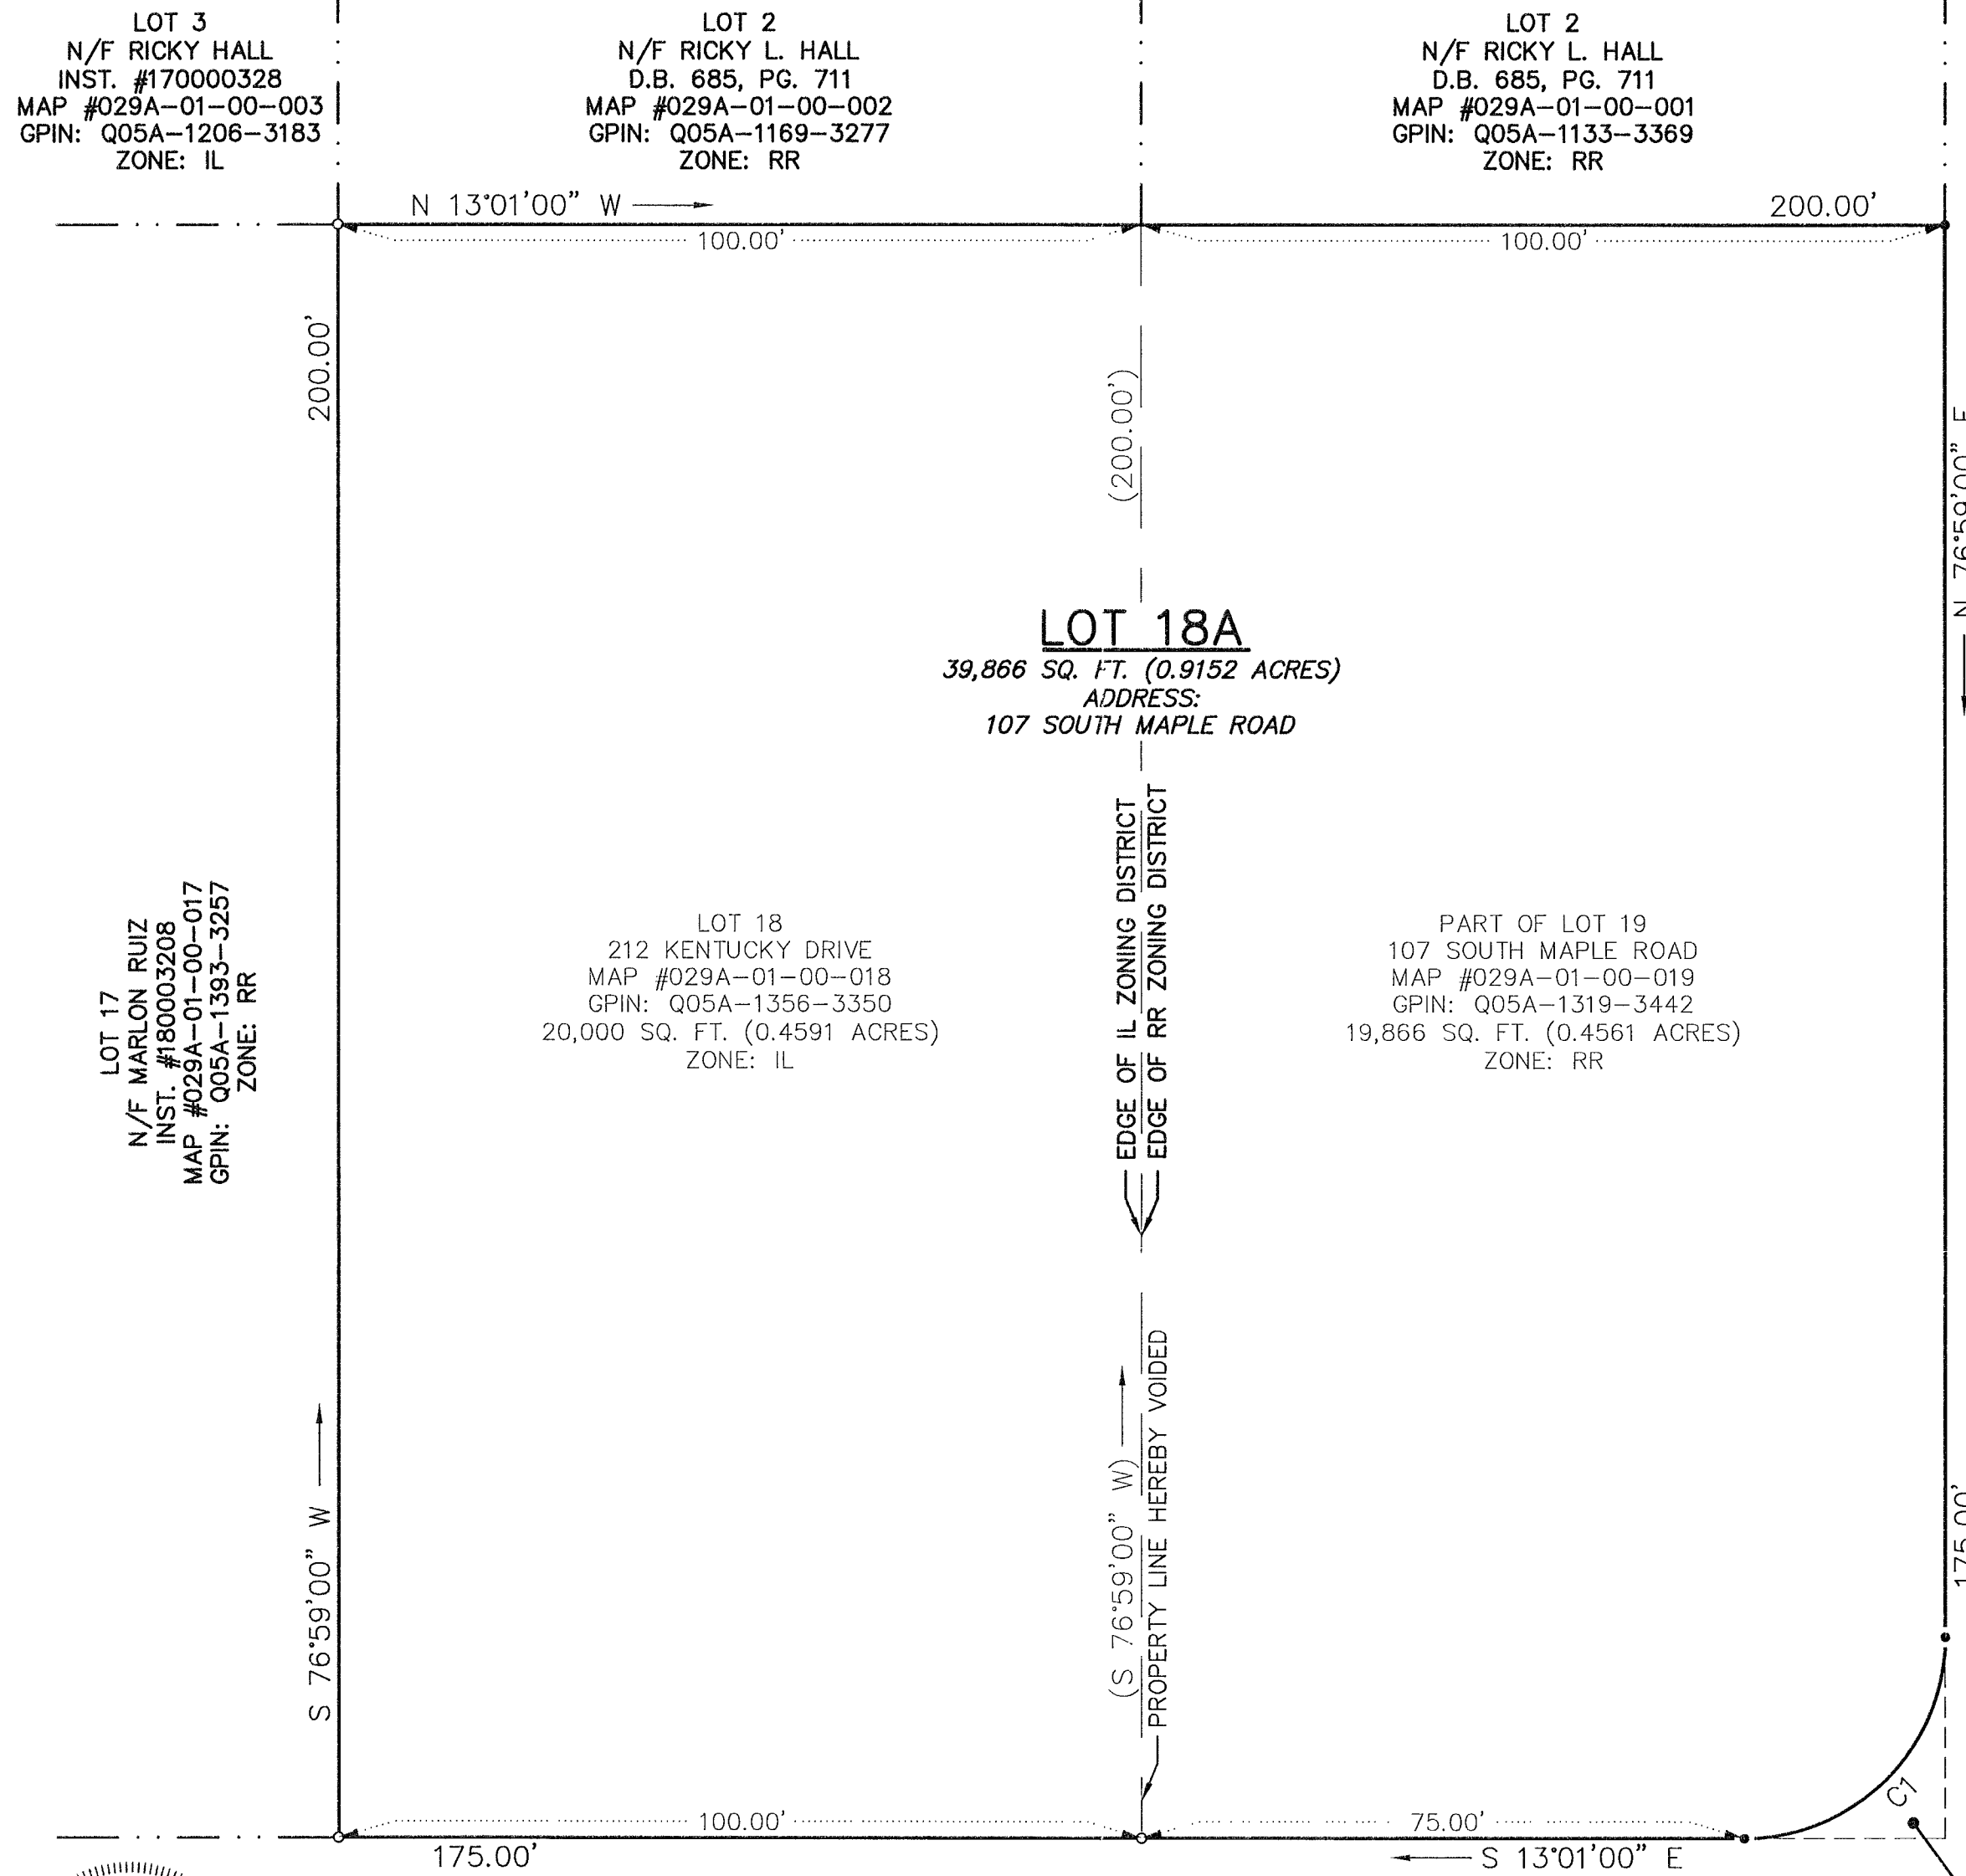 LOT 3
N/F RICKY HALL
INST. #170000328
MAP #029A-01-00-003
GPIN: Q05A-1206-3183
ZONE: IL
LOT 2
N/F RICKY L. HALL
D.B. 685, PG. 711
MAP #029A-01-00-002
GPIN: Q05A-1169-3277
ZONE: RR
LOT 2
N/F RICKY L. HALL
D.B. 685, PG. 711
MAP #029A-01-00-001
GPIN: Q05A-1133-3369
ZONE: RR
N 13°01'00" W
200.00'
100.00'
100.00'
200.00'
(200.00')
N 76°59'00" E
LOT 18A
39,866 SQ. FT. (0.9152 ACRES)
ADDRESS:
107 SOUTH MAPLE ROAD
EDGE OF IL ZONING DISTRICT
EDGE OF RR ZONING DISTRICT
LOT 17
N/F MARLON RUIZ
INST. #180003208
MAP #029A-01-00-017
GPIN: Q05A-1393-3257
ZONE: RR
LOT 18
212 KENTUCKY DRIVE
MAP #029A-01-00-018
GPIN: Q05A-1356-3350
20,000 SQ. FT. (0.4591 ACRES)
ZONE: IL
PART OF LOT 19
107 SOUTH MAPLE ROAD
MAP #029A-01-00-019
GPIN: Q05A-1319-3442
19,866 SQ. FT. (0.4561 ACRES)
ZONE: RR
S 76°59'00" W
(S 76°59'00" W)
PROPERTY LINE HEREBY VOIDED
175.00'
C1
100.00'
75.00'
175.00'
S 13°01'00" E